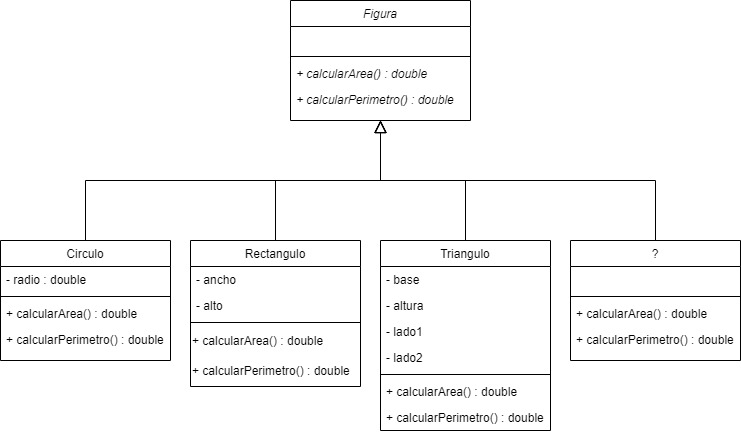 Figura
+ calcularArea() : double
+ calcularPerimetro() : double
Circulo
- radio : double
+ calcularArea() : double
+ calcularPerimetro() : double
Rectangulo
- ancho
- alto
+ calcularArea() : double
+ calcularPerimetro() : double
Triangulo
- base
- altura
- lado1
- lado2
+ calcularArea() : double
+ calcularPerimetro() : double
?
+ calcularArea() : double
+ calcularPerimetro() : double